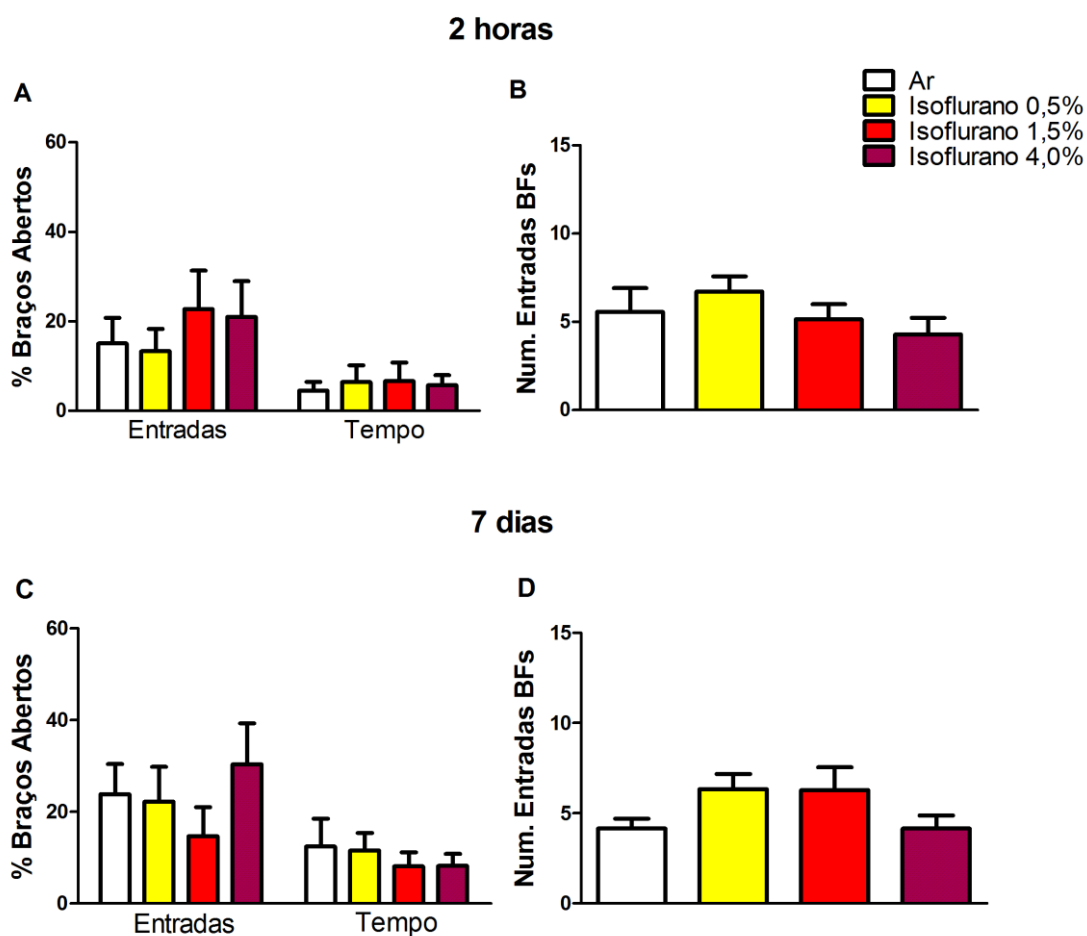 2 horas
A
B
Ar
Isoflurano 0,5%
Isoflurano 1,5%
Isoflurano 4,0%
% Braços Abertos
60
40
20
0
Entradas
Tempo
Num. Entradas BFs
15
10
5
0
7 dias
C
D
% Braços Abertos
60
40
20
0
Entradas
Tempo
Num. Entradas BFs
15
10
5
0